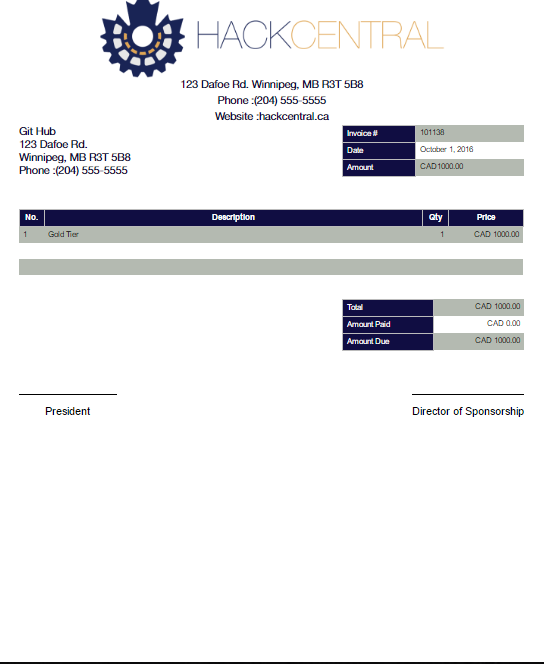 HACKCENTRAL
123 Dafoe Rd. Winnipeg, MB R3T 5B8
Phone :(204) 555-5555
Website :hackcentral.ca
Git Hub
123 Dafoe Rd.
Winnipeg, MB R3T 5B8
Phone :(204) 555-5555
Invoice # 101138
Date October 1, 2016
Amount CAD1000.00
No. Description Qty Price
1 Gold Tier 1 CAD 1000.00
Total CAD 1000.00
Amount Paid CAD 0.00
Amount Due CAD 1000.00
President Director of Sponsorship